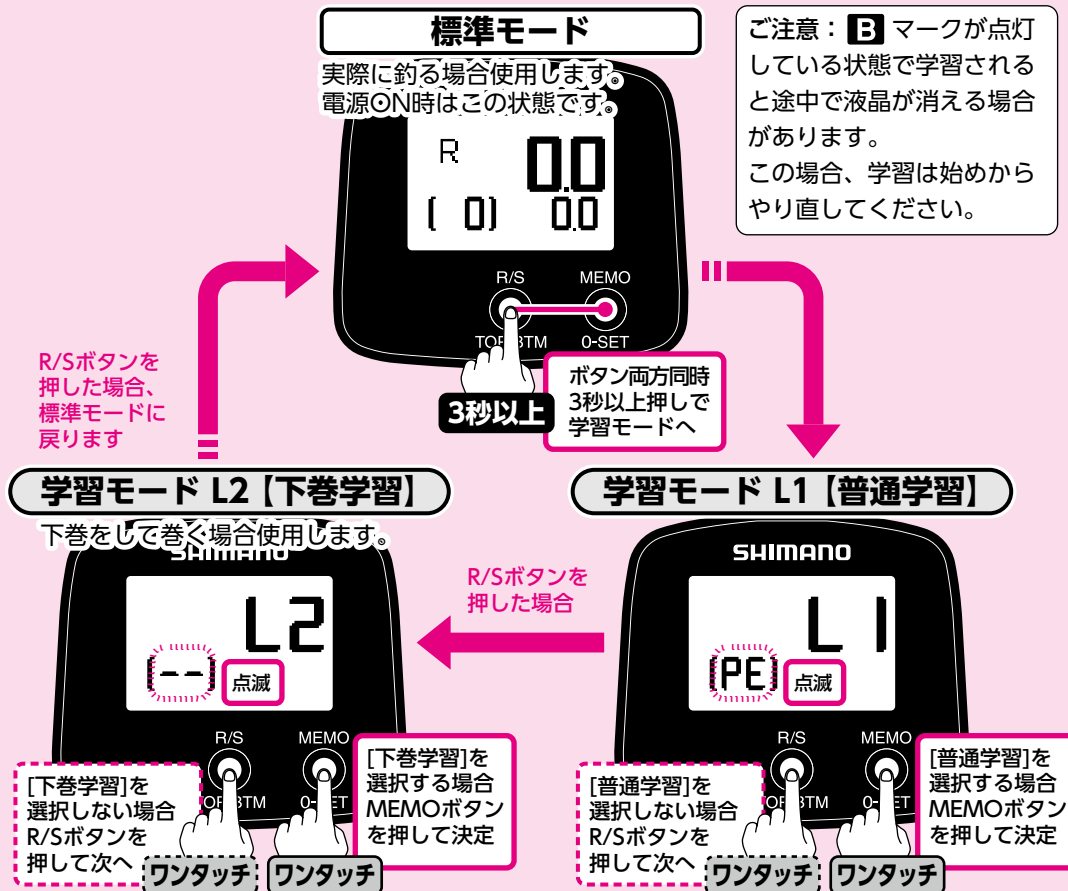 標準モード
実際に釣る場合使用します。
電源ON時はこの状態です。
ご注意： B マークが点灯
している状態で学習される
と途中で液晶が消える場合
があります。
この場合、学習は始めから
やり直してください。
R 0.0
( 0) 0.0
R/S MEMO
0-SET
3秒以上
ボタン両方同時
3秒以上押しで
学習モードへ
R/Sボタンを
押した場合、
標準モードに
戻ります
学習モード L2【下巻学習】
下巻をして巻く場合使用します。
SHIMANO
L2
(--) 点滅
R/S MEMO
[下巻学習]を
選択しない場合
R/Sボタンを
押して次へ
ワンタッチ
ワンタッチ
[下巻学習]を
選択する場合
MEMOボタン
を押して決定
R/Sボタンを
押した場合
学習モード L1【普通学習】
SHIMANO
L1
(PE) 点滅
R/S MEMO
[普通学習]を
選択しない場合
R/Sボタンを
押して次へ
ワンタッチ
ワンタッチ
[普通学習]を
選択する場合
MEMOボタン
を押して決定